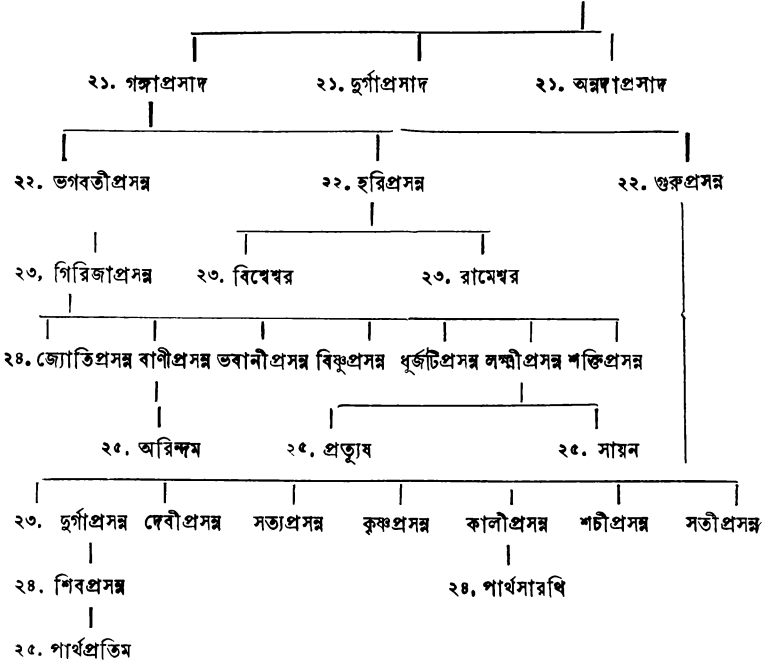 ২১. গঙ্গাপ্রসাদ ২১. দুর্গাপ্রসাদ ২১. অন্নদাপ্রসাদ
২২. ভগবতীপ্রসন্ন ২২. হরিপ্রসন্ন ২২. গুরুপ্রসন্ন
২৩, গিরিজাপ্রসন্ন ২৩. বিশ্বেশ্বর ২৩. রামেশ্বর
২৪. জ্যোতিপ্রসন্ন বাণীপ্রসন্ন ভবানীপ্রসন্ন বিষ্ণুপ্রসন্ন ধূর্জটিপ্রসন্ন লক্ষ্মীপ্রসন্ন শক্তিপ্রসন্ন
২৫. অরিন্দম ২৫. প্রত্যূষ ২৫. সায়ন
২৩. দুর্গাপ্রসন্ন দেবীপ্রসন্ন সত্যপ্রসন্ন কৃষ্ণপ্রসন্ন কালীপ্রসন্ন শচীপ্রসন্ন সতীপ্রসন্ন
২৪. শিবপ্রসন্ন ২৪. পার্থসারথি
২৫. পার্থপ্রতিম